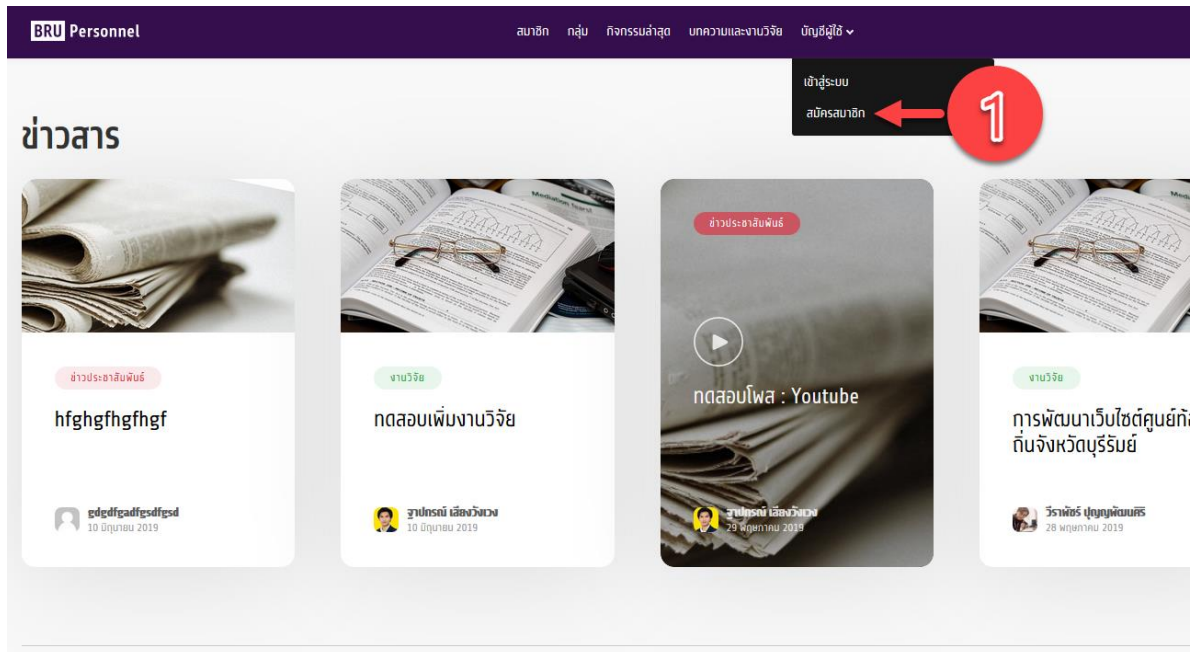 BRU Personnel
สมาชิก กลุ่ม กิจกรรมล่าสุด บทความและงานวิจัย บัญชีผู้ใช้
เข้าสู่ระบบ
สมัครสมาชิก
1
ข่าวสาร
ข่าวประชาสัมพันธ์
hfghgfhgfhgf
gdgdfgadfgsdfgsd
10 มิถุนายน 2019
งานวิจัย
ทดสอบเพิ่มงานวิจัย
ฐาปกรณ์ เสียงวังเวง
10 มิถุนายน 2019
ข่าวประชาสัมพันธ์
ทดสอบโพส : Youtube
ฐาปกรณ์ เสียงวังเวง
29 พฤษภาคม 2019
งานวิจัย
การพัฒนาเว็บไซต์ศูนย์ท้อ
ถิ่นจังหวัดบุรีรัมย์
วีราพัชร์ ปุญญพัฒนศิริ
28 พฤษภาคม 2019